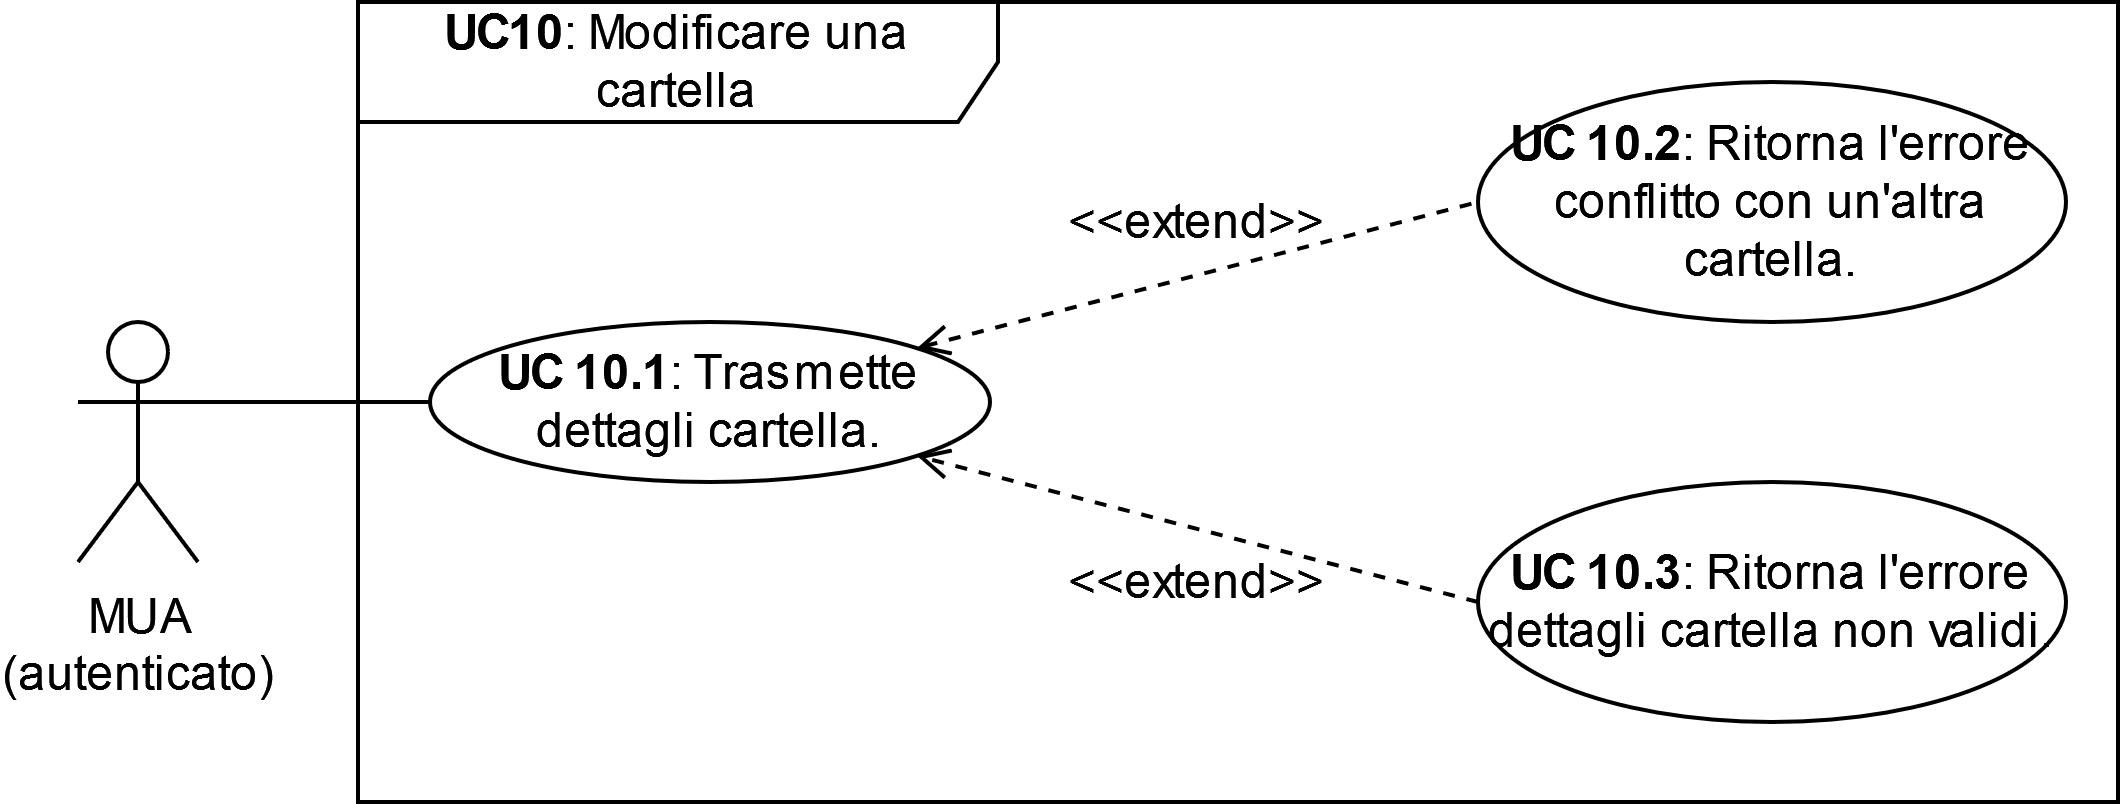 UC10: Modificare una
cartella
UC 10.2: Ritorna l'errore
conflitto con un'altra
cartella.
<<extend>>
UC 10.1: Trasmette
dettagli cartella.
<<extend>>
UC 10.3: Ritorna l'errore
dettagli cartella non validi.
MUA
(autenticato)